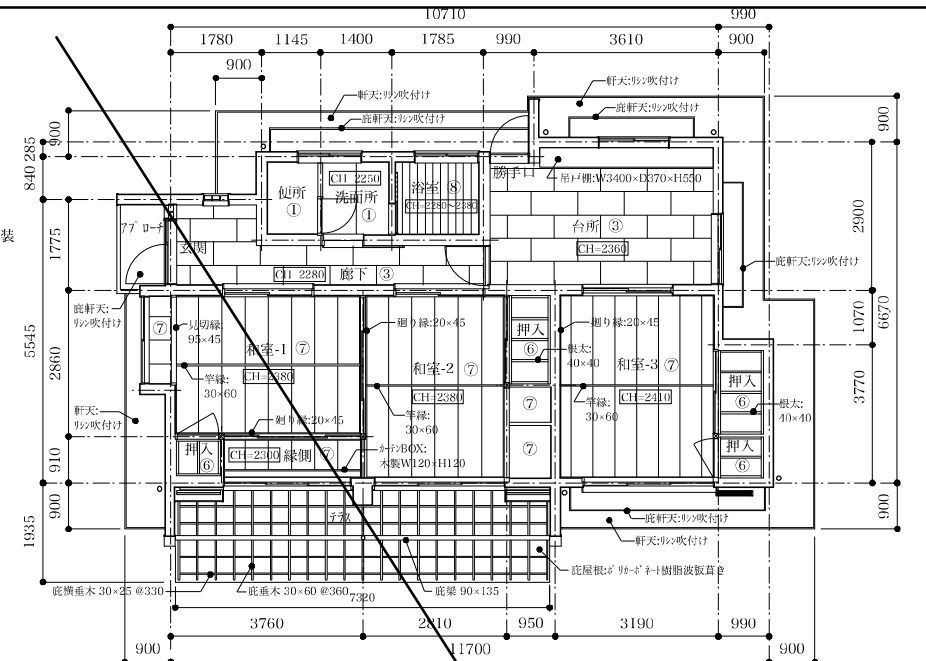 10710
990
1780
1145
1400
1785
990
3610
900
900
軒天:リシン吹付け
軒天:リシン吹付け
庇軒天:リシン吹付け
庇軒天:リシン吹付け
900
285
840
900
便所
①
CH 2250
洗面所
①
浴室 ⑧
CH=2280~2380
勝手口
吊戸棚:W3400×D370×H550
台所 ③
CH=2360
2900
装
1775
アプローチ
玄関
CH 2280
廊下 ③
庇軒天:リシン吹付け
庇軒天:
リシン吹付け
⑦
見切縁:
95×45
和室-1 ⑦
CH=2380
竿縁:
30×60
廻り縁:20×45
廻り縁:20×45
和室-2 ⑦
CH=2380
竿縁:
30×60
押入
⑥
根太:
40×40
⑦
⑦
廻り縁:20×45
和室-3 ⑦
CH=2410
竿縁:
30×60
押入
⑥
根太:
40×40
押入
⑥
1070
6670
3770
5545
2860
軒天:
リシン吹付け
910
押入
⑥
CH=2300
縁側 ⑦
カーテンBOX:
木製W120×H120
900
900
1935
テラス
庇軒天:リシン吹付け
軒天:リシン吹付け
庇屋根:ポリカーボネート樹脂波板葺き
庇横垂木 30×25 @330
庇垂木 30×60 @360
庇梁 90×135
7320
3760
2810
950
3190
990
900
11700
900